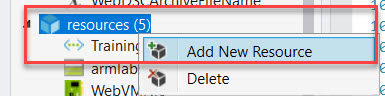 WebDSCArchiveFileName
resources (5)
Training
Add New Resource
armlab
Delete
WebVM